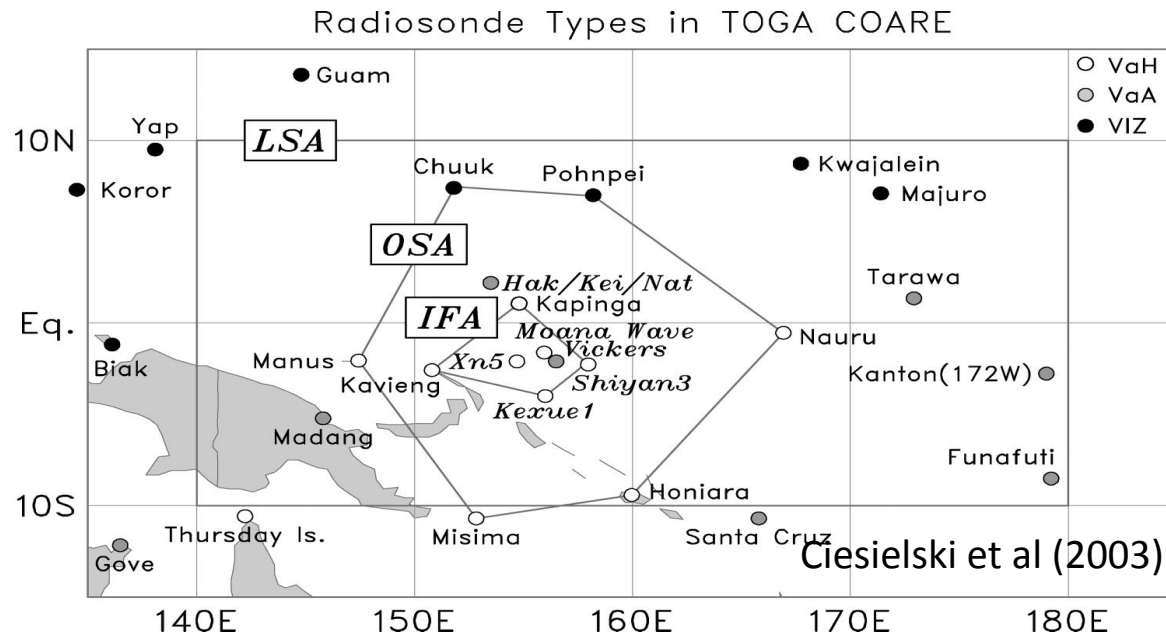 Radiosonde Types in TOGA COARE
VaH
VaA
VIZ
Guam
Yap
10N
LSA
Koror
Chuuk
Pohnpei
Kwajalein
Majuro
OSA
Hak/Kei/Nat
Tarawa
IFA
Kapinga
Eq.
Moana Wave
Nauru
Biak
Manus
Xn5
Vickers
Kavieng
Shiyan3
Kanton(172W)
Kexue1
Madang
Funafuti
10S
Honiara
Thursday Is.
Misima
Santa Cruz
Gove
Ciesielski et al (2003)
140E 150E 160E 170E 180E